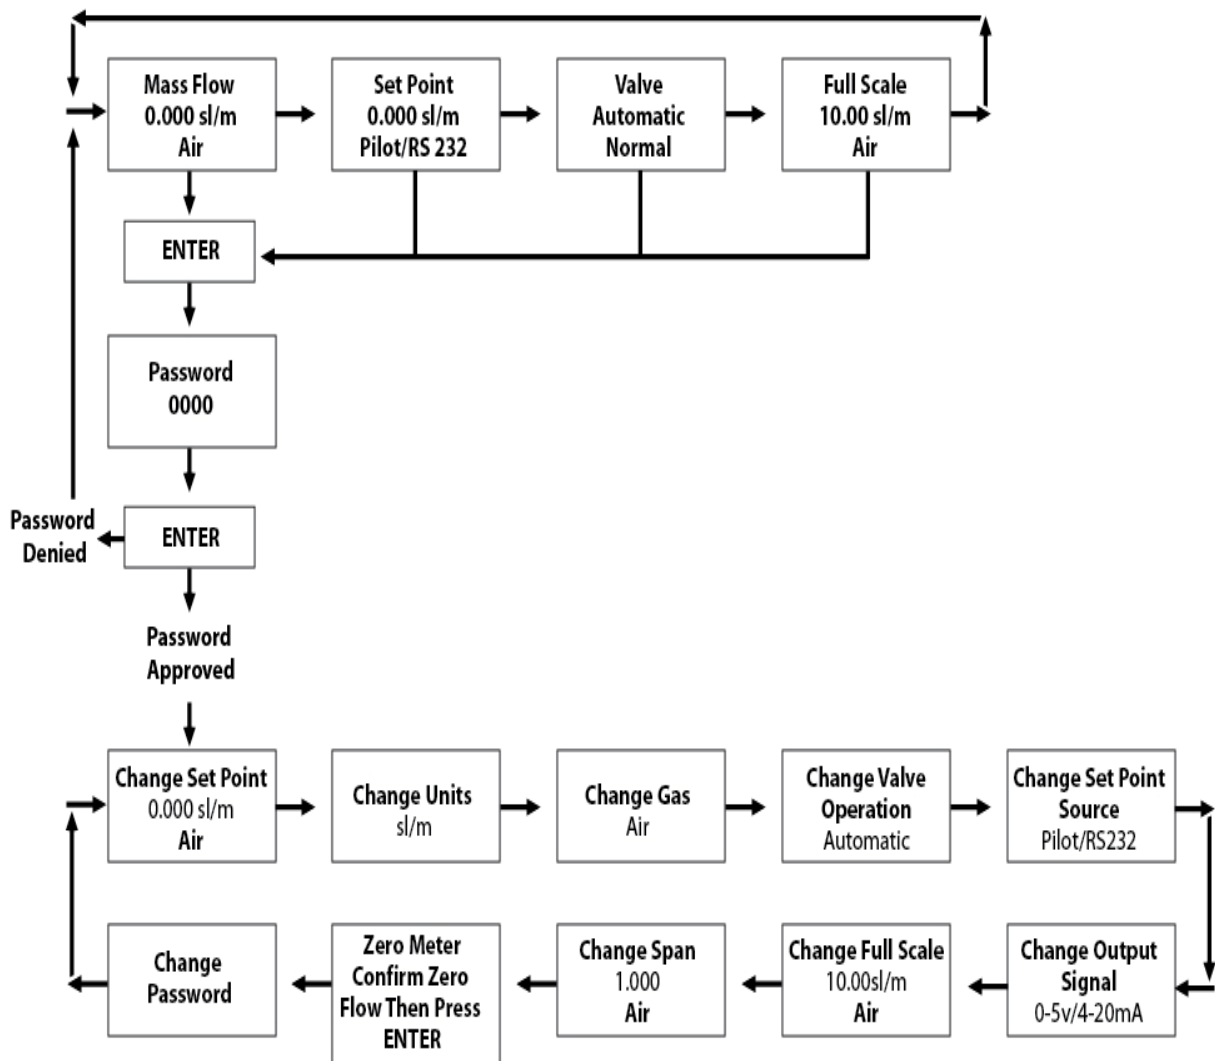 Mass Flow
0.000 sl/m
Air
Set Point
0.000 sl/m
Pilot/RS 232
Valve
Automatic
Normal
Full Scale
10.00 sl/m
Air
ENTER
Password
0000
Password
Denied
ENTER
Password
Approved
Change Set Point
0.000 sl/m
Air
Change Units
sl/m
Change Gas
Air
Change Valve
Operation
Automatic
Change Set Point
Source
Pilot/RS232
Change
Password
Zero Meter
Confirm Zero
Flow Then Press
ENTER
Change Span
1.000
Air
Change Full Scale
10.00sl/m
Air
Change Output
Signal
0-5v/4-20mA